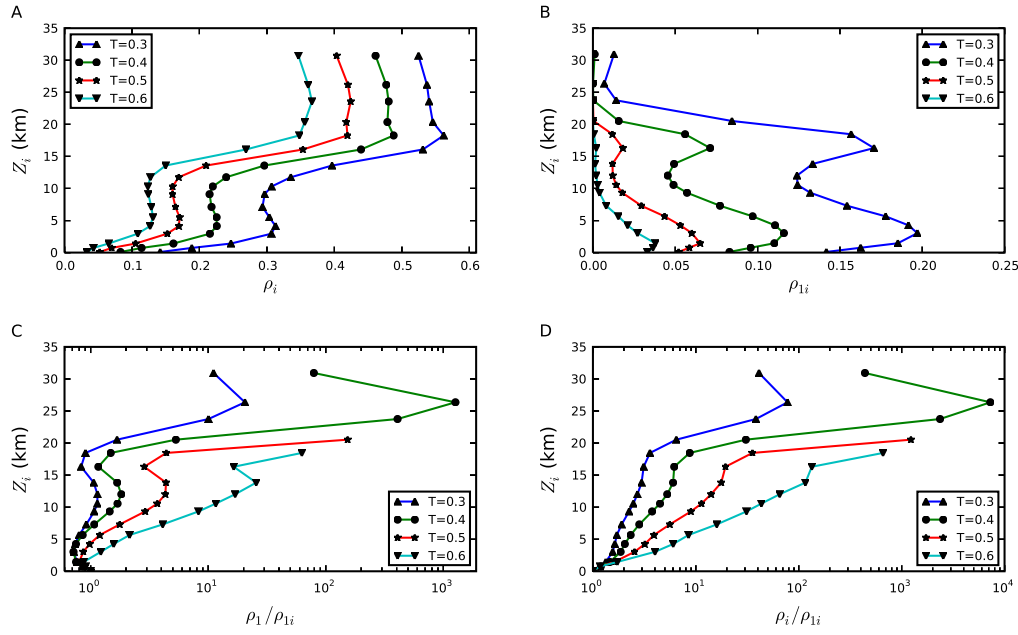 A
B
35
30
25
20
15
10
5
0
Z_i (km)
T=0.3
T=0.4
T=0.5
T=0.6
0.0 0.1 0.2 0.3 0.4 0.5 0.6
ρ_i
35
30
25
20
15
10
5
0
Z_i (km)
T=0.3
T=0.4
T=0.5
T=0.6
0.00 0.05 0.10 0.15 0.20 0.25
ρ_{1i}
C
D
35
30
25
20
15
10
5
0
Z_i (km)
T=0.3
T=0.4
T=0.5
T=0.6
10^0 10^1 10^2 10^3
ρ_1/ρ_{1i}
35
30
25
20
15
10
5
0
Z_i (km)
T=0.3
T=0.4
T=0.5
T=0.6
10^0 10^1 10^2 10^3 10^4
ρ_i/ρ_{1i}